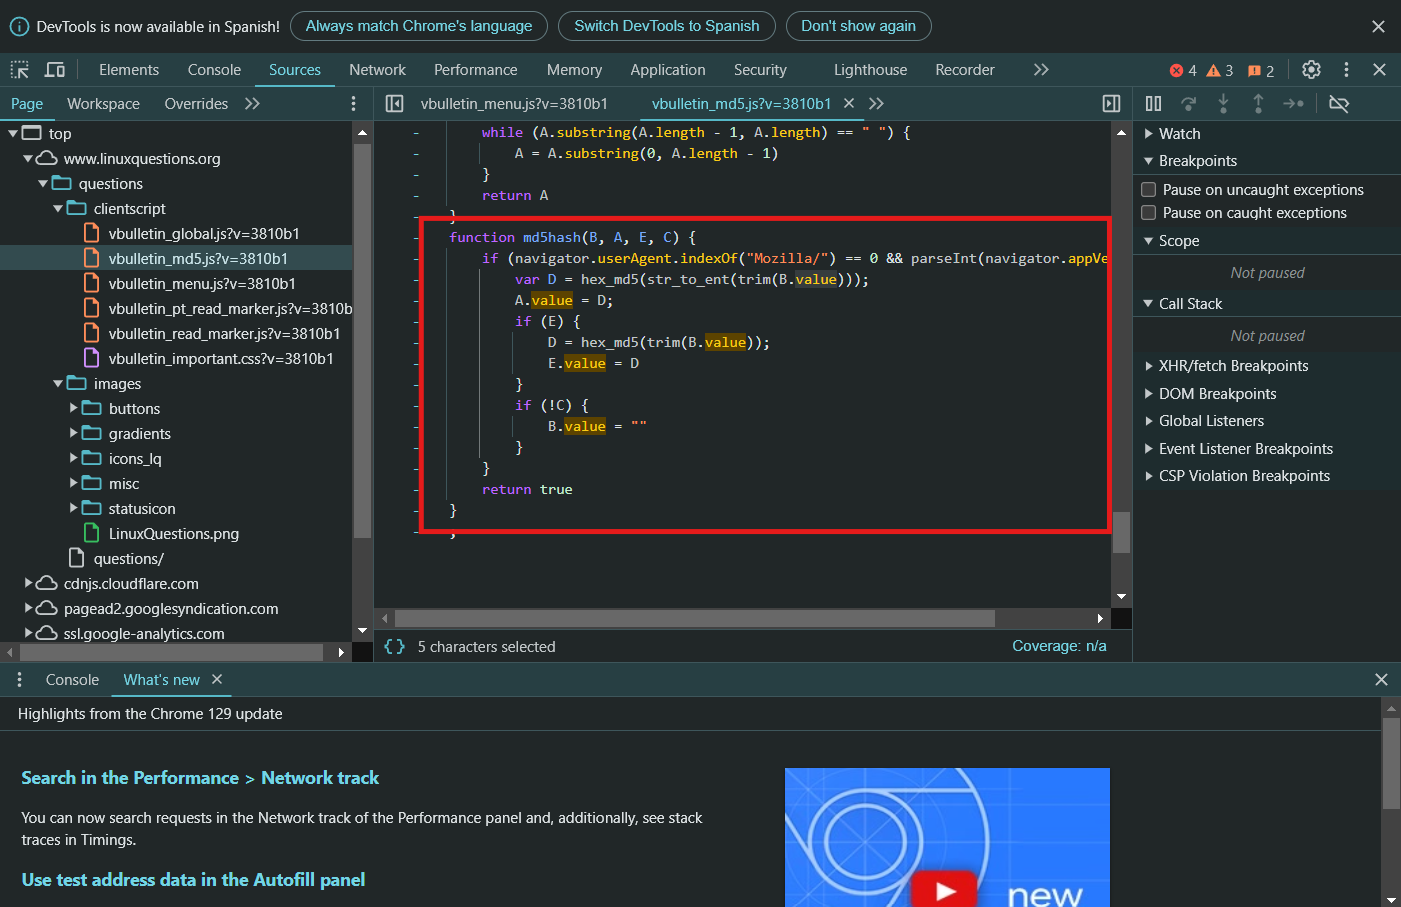 DevTools is now available in Spanish! Always match Chrome's language Switch DevTools to Spanish Don't show again
Elements Console Sources Network Performance Memory Application Security Lighthouse Recorder 4 3 2
Page Workspace Overrides
top
www.linuxquestions.org
questions
clientscript
vbulletin_global.js?v=3810b1
vbulletin_md5.js?v=3810b1
vbulletin_menu.js?v=3810b1
vbulletin_pt_read_marker.js?v=3810b
vbulletin_read_marker.js?v=3810b1
vbulletin_important.css?v=3810b1
images
buttons
gradients
icons_lq
misc
statusicon
LinuxQuestions.png
questions/
cdnjs.cloudflare.com
pagead2.googlesyndication.com
ssl.google-analytics.com
vbulletin_menu.js?v=3810b1 vbulletin_md5.js?v=3810b1
- while (A.substring(A.length - 1, A.length) == " ") {
- A = A.substring(0, A.length - 1)
- }
- return A
- }
- function md5hash(B, A, E, C) {
- if (navigator.userAgent.indexOf("Mozilla/") == 0 && parseInt(navigator.appVe
- var D = hex_md5(str_to_ent(trim(B.value)));
- A.value = D;
- if (E) {
- D = hex_md5(trim(B.value));
- E.value = D
- }
- if (!C) {
- B.value = ""
- }
- }
- return true
- }
- ;
{} 5 characters selected Coverage: n/a
Watch
Breakpoints
Pause on uncaught exceptions
Pause on caught exceptions
Scope
Not paused
Call Stack
Not paused
XHR/fetch Breakpoints
DOM Breakpoints
Global Listeners
Event Listener Breakpoints
CSP Violation Breakpoints
Console What's new
Highlights from the Chrome 129 update
Search in the Performance > Network track
You can now search requests in the Network track of the Performance panel and, additionally, see stack
traces in Timings.
Use test address data in the Autofill panel
new